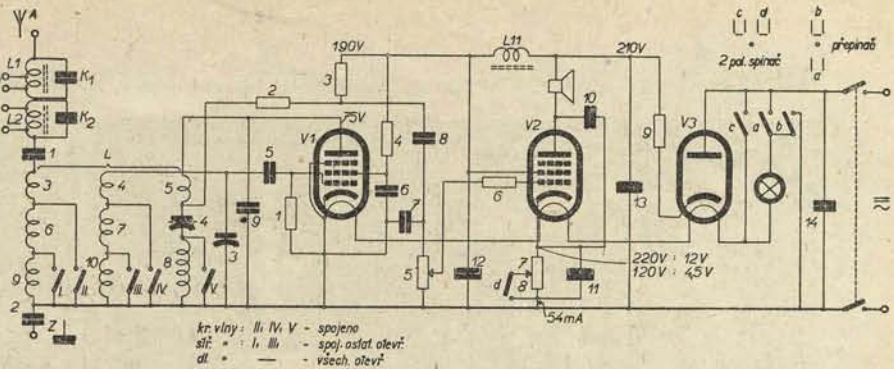 A
L1
K1
L2
K2
1
3
6
9
2
Z
L
4
7
10
5
4
8
I.
II.
III.
IV.
V.
3
9
2
5
1
190V
3
75V
V1
4
6
7
8
5
6
12
L11
V2
10
d
7
8
11
54mA
220V : 12V
120V : 4,5V
210V
13
9
V3
c
a
b
14
c d
2 pól. spínač
b
přepínač
a
kr. vlny : II, IV, V - spojeno
stř. " : I, III, - spoj. ostat. otevř.
dl. " — - všech. otevř